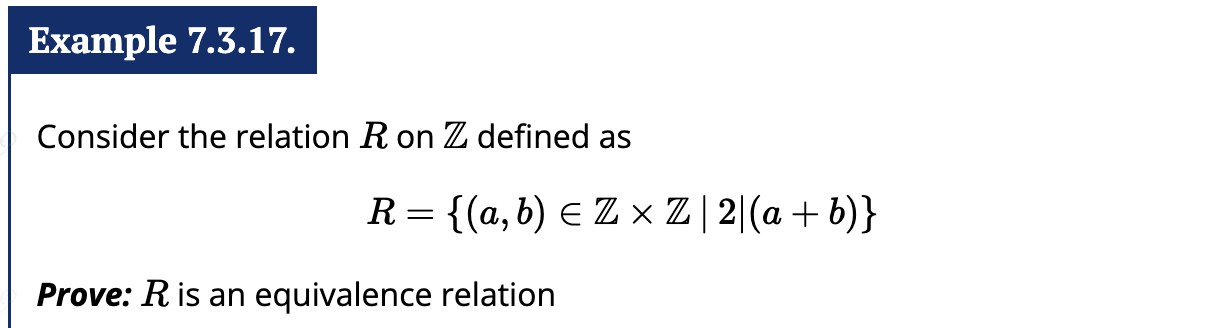 Example 7.3.17.
Consider the relation R on ℤ defined as
R = {(a, b) ∈ ℤ × ℤ | 2|(a + b)}
Prove: R is an equivalence relation